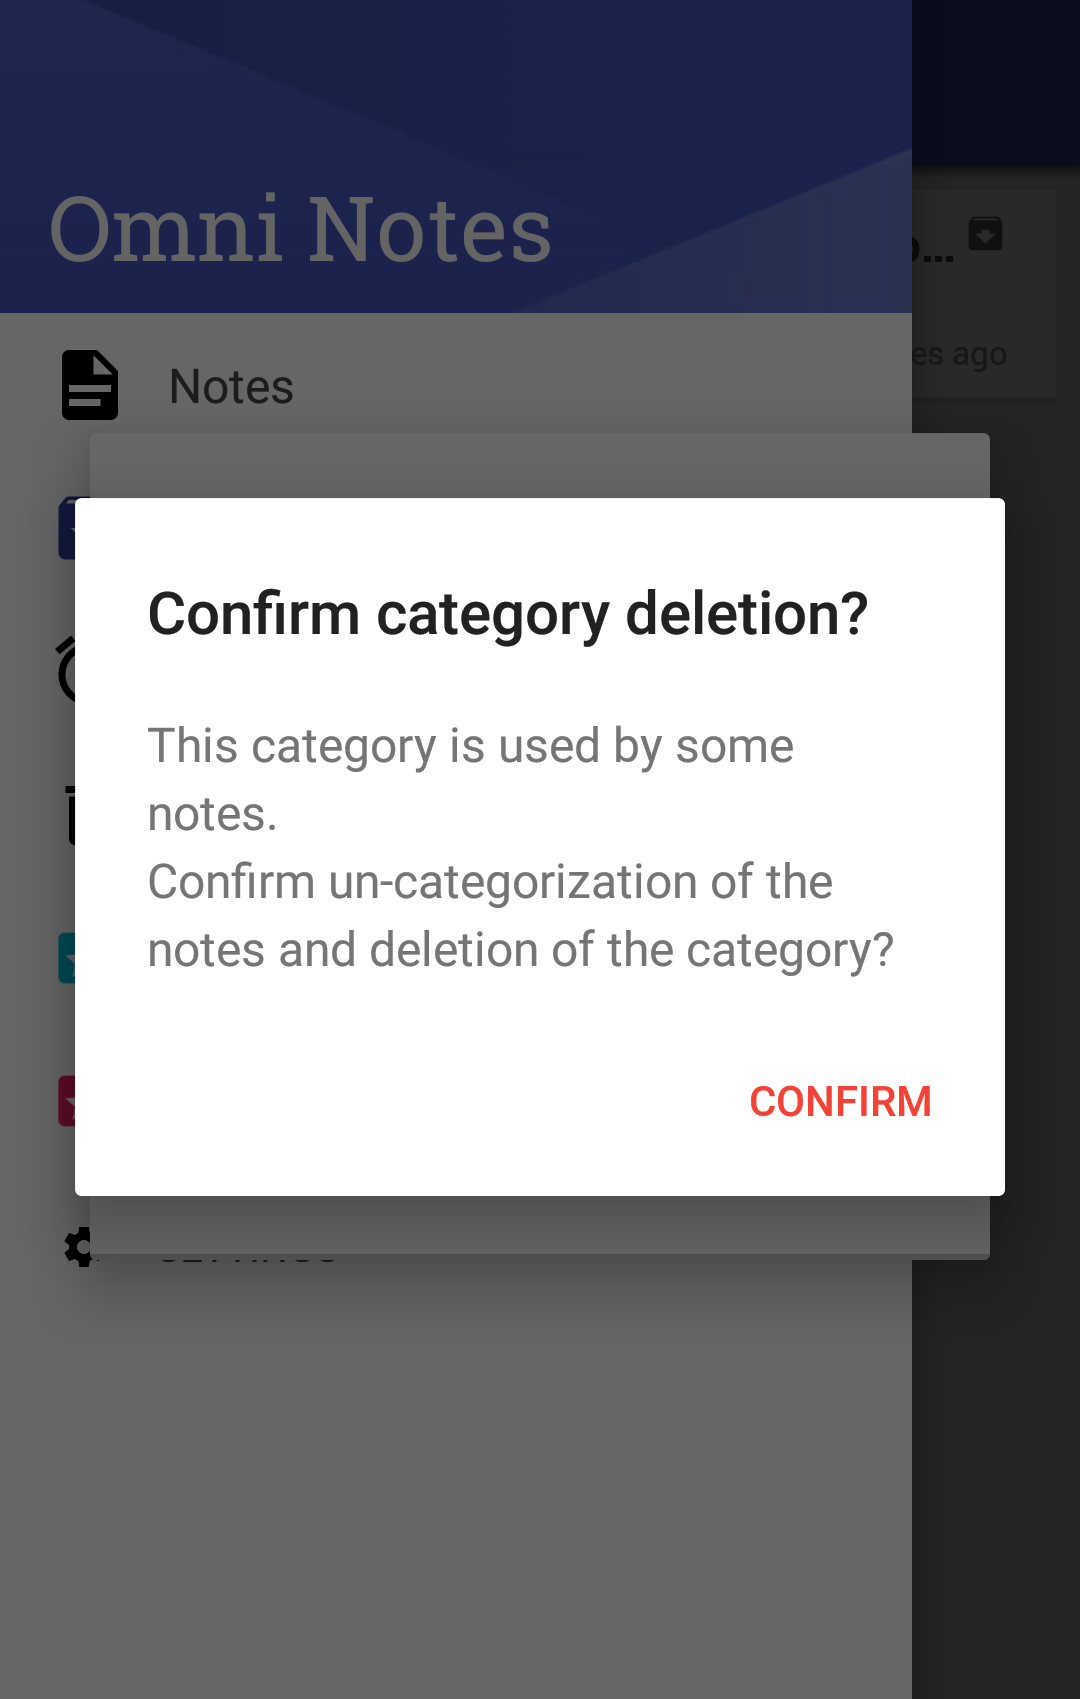 Omni Notes
es ago
Notes
Confirm category deletion?
This category is used by some
notes.
Confirm un-categorization of the
notes and deletion of the category?
CONFIRM